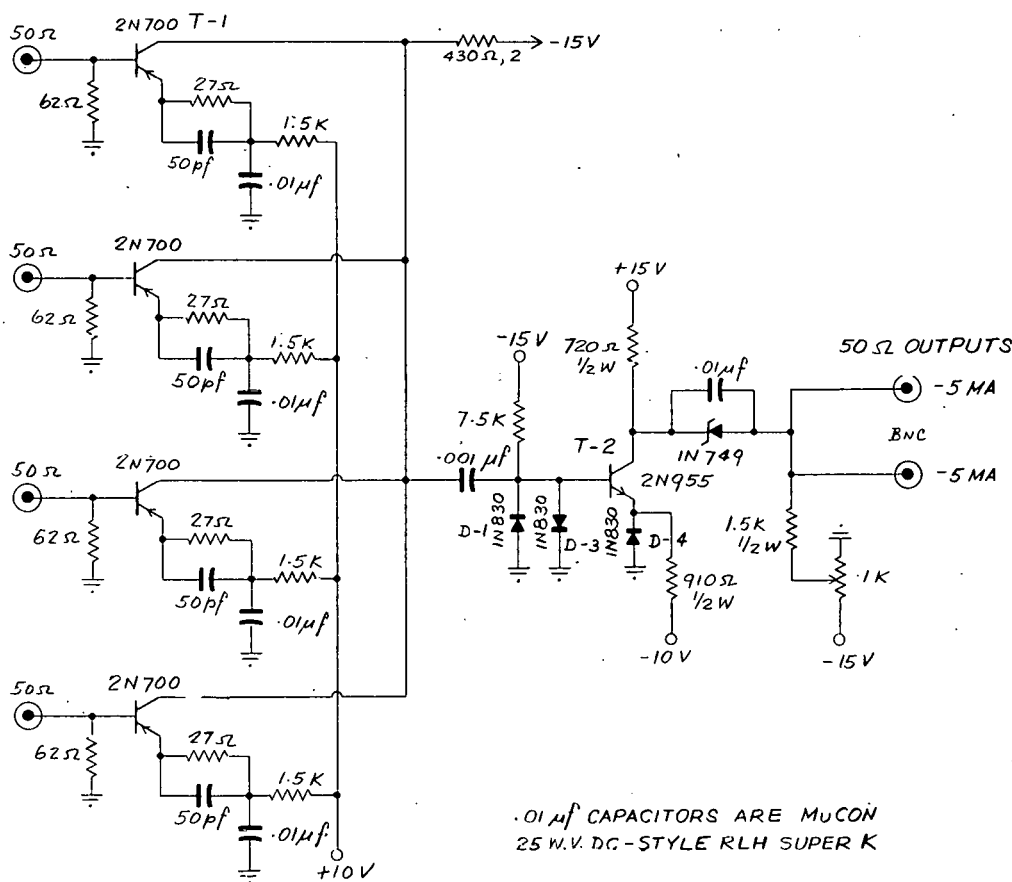 2N700 T-1
50Ω
62Ω
27Ω
50pf
1.5K
.01μf
430Ω, 2
-15V
50Ω
2N700
62Ω
27Ω
50pf
1.5K
.01μf
50Ω
2N700
62Ω
27Ω
50pf
1.5K
.01μf
50Ω
2N700
62Ω
27Ω
50pf
1.5K
.01μf
+10V
.001 μf
-15V
7.5K
D-1
1N830
1N830
D-3
T-2
2N955
1N830
D-4
+15V
720Ω
1/2 W
910Ω
1/2W
-10V
.01μf
1N749
50Ω OUTPUTS
-5 MA
BNC
-5 MA
1.5K
1/2W
1K
-15V
.01 μf CAPACITORS ARE MUCON
25 W.V. DC-STYLE RLH SUPER K